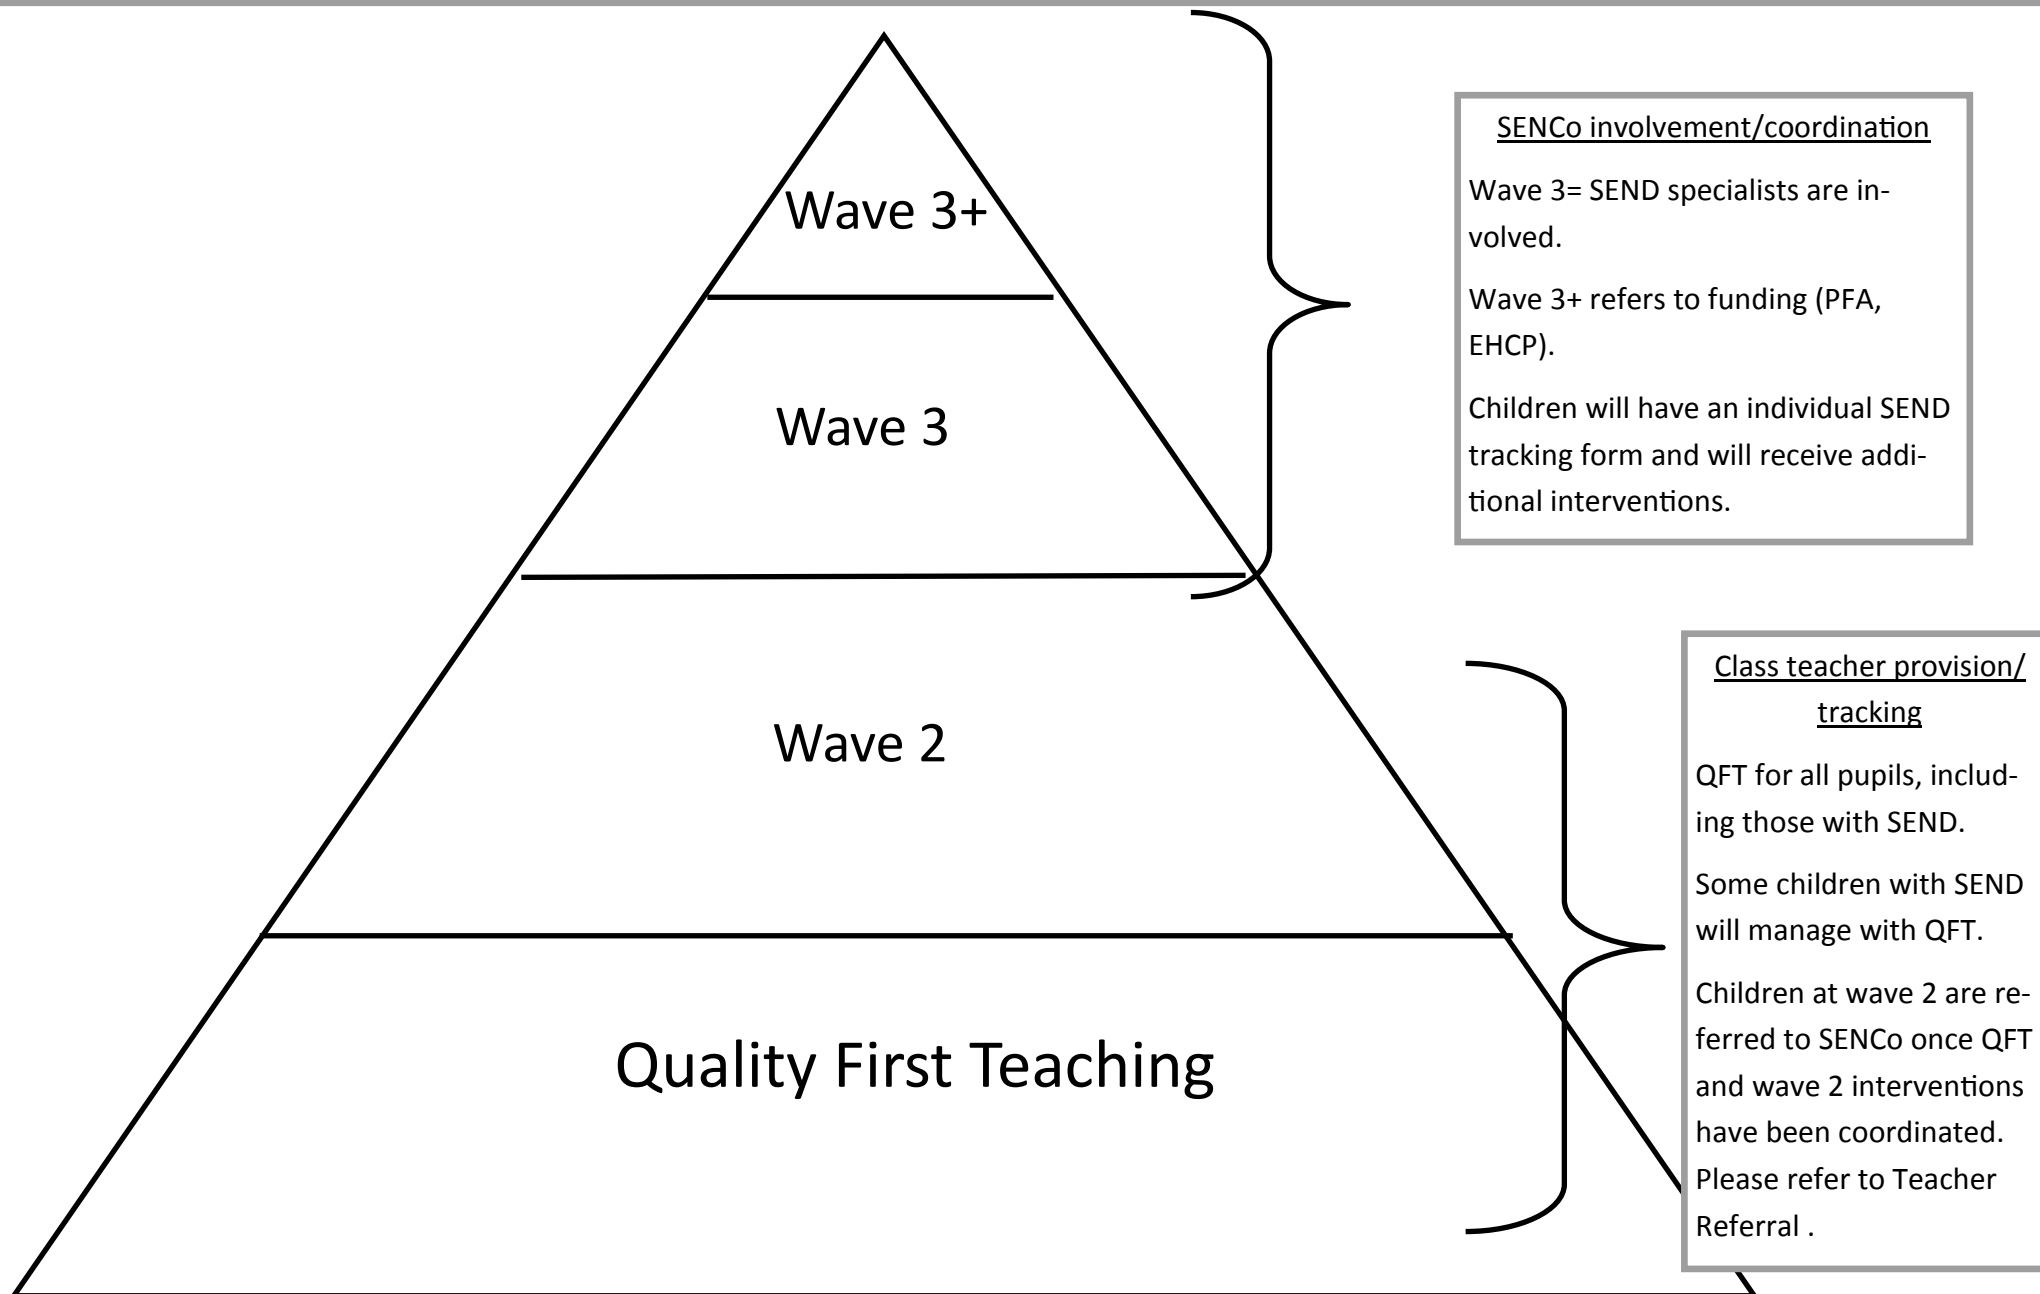 Wave 3+
Wave 3
Wave 2
Quality First Teaching
SENCo involvement/coordination
Wave 3= SEND specialists are in-
volved.
Wave 3+ refers to funding (PFA,
EHCP).
Children will have an individual SEND
tracking form and will receive addi-
tional interventions.
Class teacher provision/
tracking
QFT for all pupils, includ-
ing those with SEND.
Some children with SEND
will manage with QFT.
Children at wave 2 are re-
ferred to SENCo once QFT
and wave 2 interventions
have been coordinated.
Please refer to Teacher
Referral .